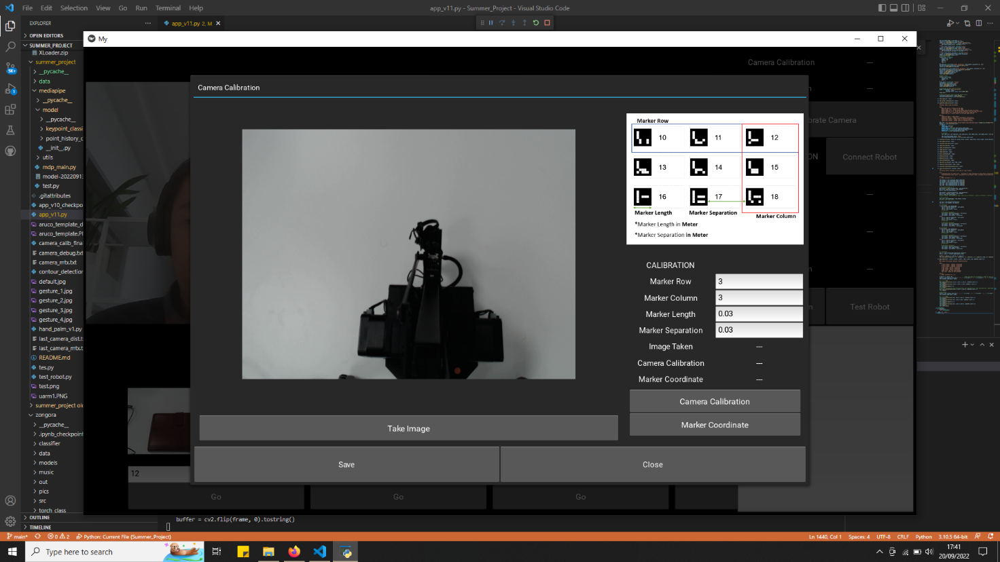 File Edit Selection View Go Run Terminal Help
app_v11.py - Summer_Project - Visual Studio Code
EXPLORER
app_v11.py 2, M
OPEN EDITORS
SUMMER_PROJECT
XLoader.zip
summer_project
__pycache__
data
mediapipe
__pycache__
model
__pycache__
keypoint_classi
point_history_c
__init__.py
utils
mdp_main.py
model-2022091
test.py
.gitattributes
app_v10_checkpo
app_v11.py
aruco_template_d
aruco_template.P
camera_calib_fina
camera_debug.txt
camera_mtx.txt
contour_detection
default.jpg
gesture_1.jpg
gesture_2.jpg
gesture_3.jpg
gesture_4.jpg
hand_palm_v1.py
last_camera_dist.t
last_camera_mtx.t
README.md
tes.py
test_robot.py
test.png
uarm1.PNG
summer_project old
zongora
__pycache__
.ipynb_checkpoint
classifier
data
models
music
out
pics
src
torch_class
OUTLINE
TIMELINE
My
Camera Calibration ---
brate Camera
ON
Connect Robot
Test Robot
Camera Calibration
Marker Row
10 11 12
13 14 15
16 17 18
Marker Length Marker Separation Marker Column
*Marker Length in Meter
*Marker Separation in Meter
CALIBRATION
Marker Row 3
Marker Column 3
Marker Length 0.03
Marker Separation 0.03
Image Taken ---
Camera Calibration ---
Marker Coordinate ---
Camera Calibration
Marker Coordinate
Take Image
Save Close
12
Go Go Go
buffer = cv2.flip(frame, 0).tostring()
main* 0 2 Python: Current File (Summer_Project)
Ln 1440, Col 1 Spaces: 4 UTF-8 CRLF Python 3.10.5 64-bit
Type here to search
17:41
20/09/2022